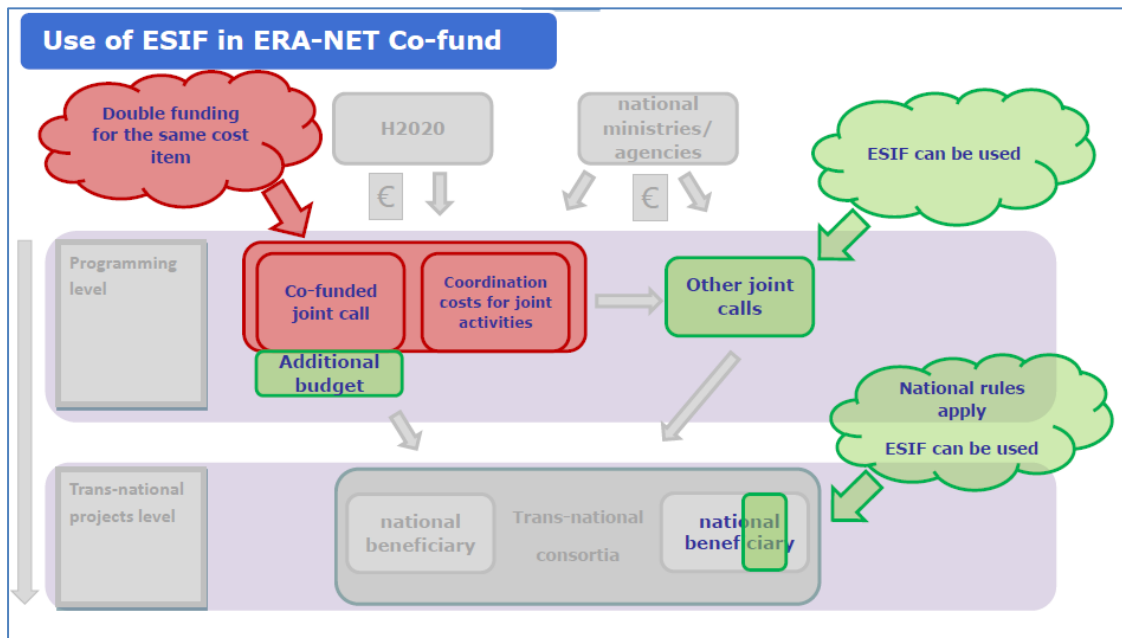 Use of ESIF in ERA-NET Co-fund
Double funding
for the same cost
item
H2020
national
ministries/
agencies
ESIF can be used
€
€
Programming
level
Co-funded
joint call
Coordination
costs for joint
activities
Other joint
calls
Additional
budget
National rules
apply
ESIF can be used
Trans-national
projects level
national
beneficiary
Trans-national
consortia
national
beneficiary